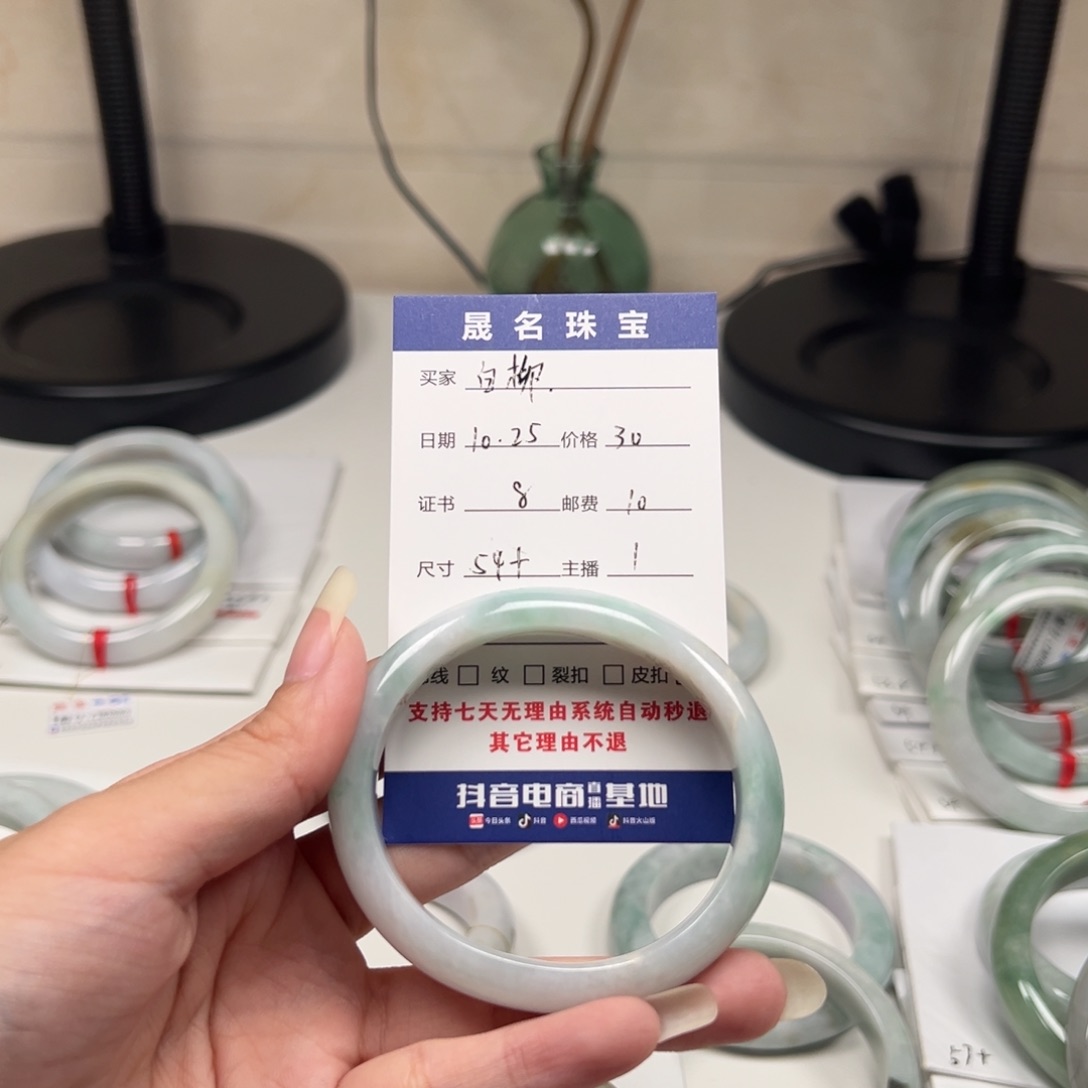 晟名珠宝
买家 白柳.
日期 10.25 价格 30
证书 8 邮费 10
尺寸 54+ 主播 1
线 □ 纹 □ 裂扣 □ 皮扣
"支持七天无理由系统自动秒退
其它理由不退
抖音电商直播基地
今日头条 抖音 西瓜视频 抖音火山版
57+